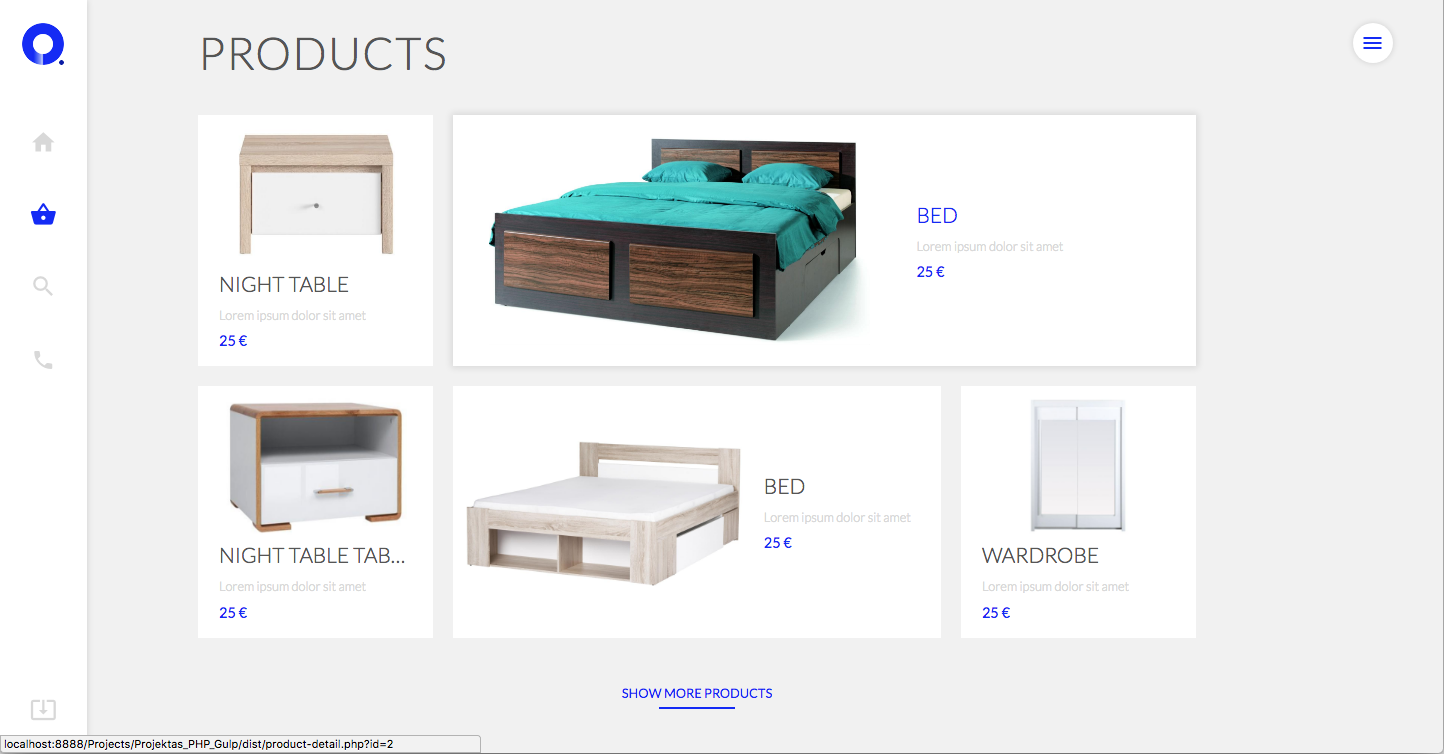 PRODUCTS
NIGHT TABLE
Lorem ipsum dolor sit amet
25 €
BED
Lorem ipsum dolor sit amet
25 €
NIGHT TABLE TAB...
Lorem ipsum dolor sit amet
25 €
BED
Lorem ipsum dolor sit amet
25 €
WARDROBE
Lorem ipsum dolor sit amet
25 €
SHOW MORE PRODUCTS
localhost:8888/Projects/Projektas_PHP_Gulp/dist/product-detail.php?id=2